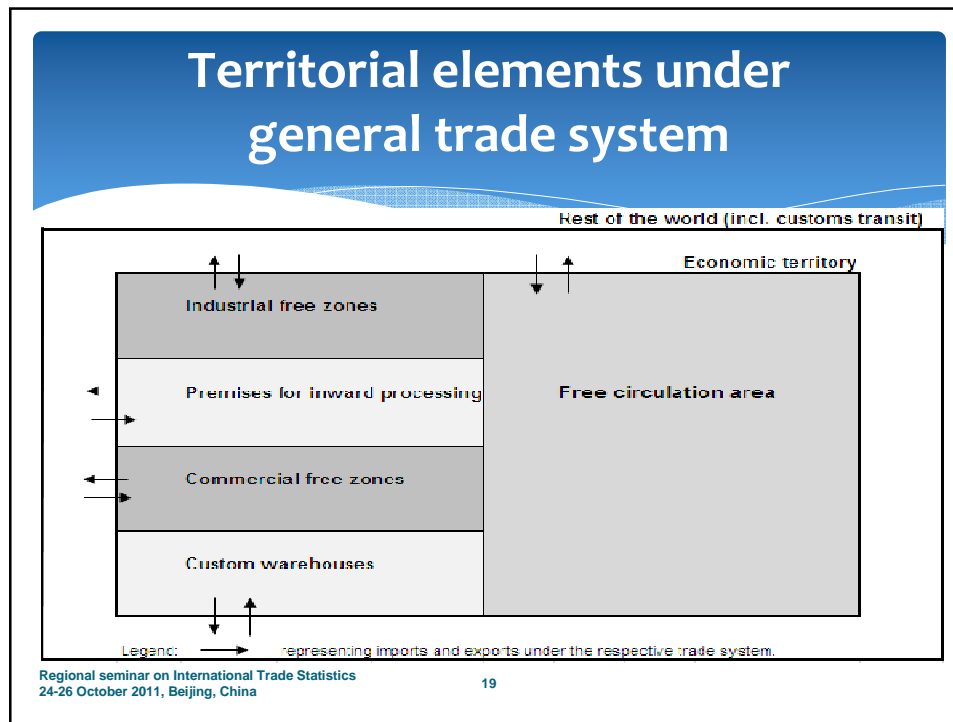 Territorial elements under
general trade system
Rest of the world (incl. customs transit)
Economic territory
Industrial free zones
Premises for inward processing
Free circulation area
Commercial free zones
Custom warehouses
Legend: representing imports and exports under the respective trade system.
Regional seminar on International Trade Statistics
24-26 October 2011, Beijing, China
19